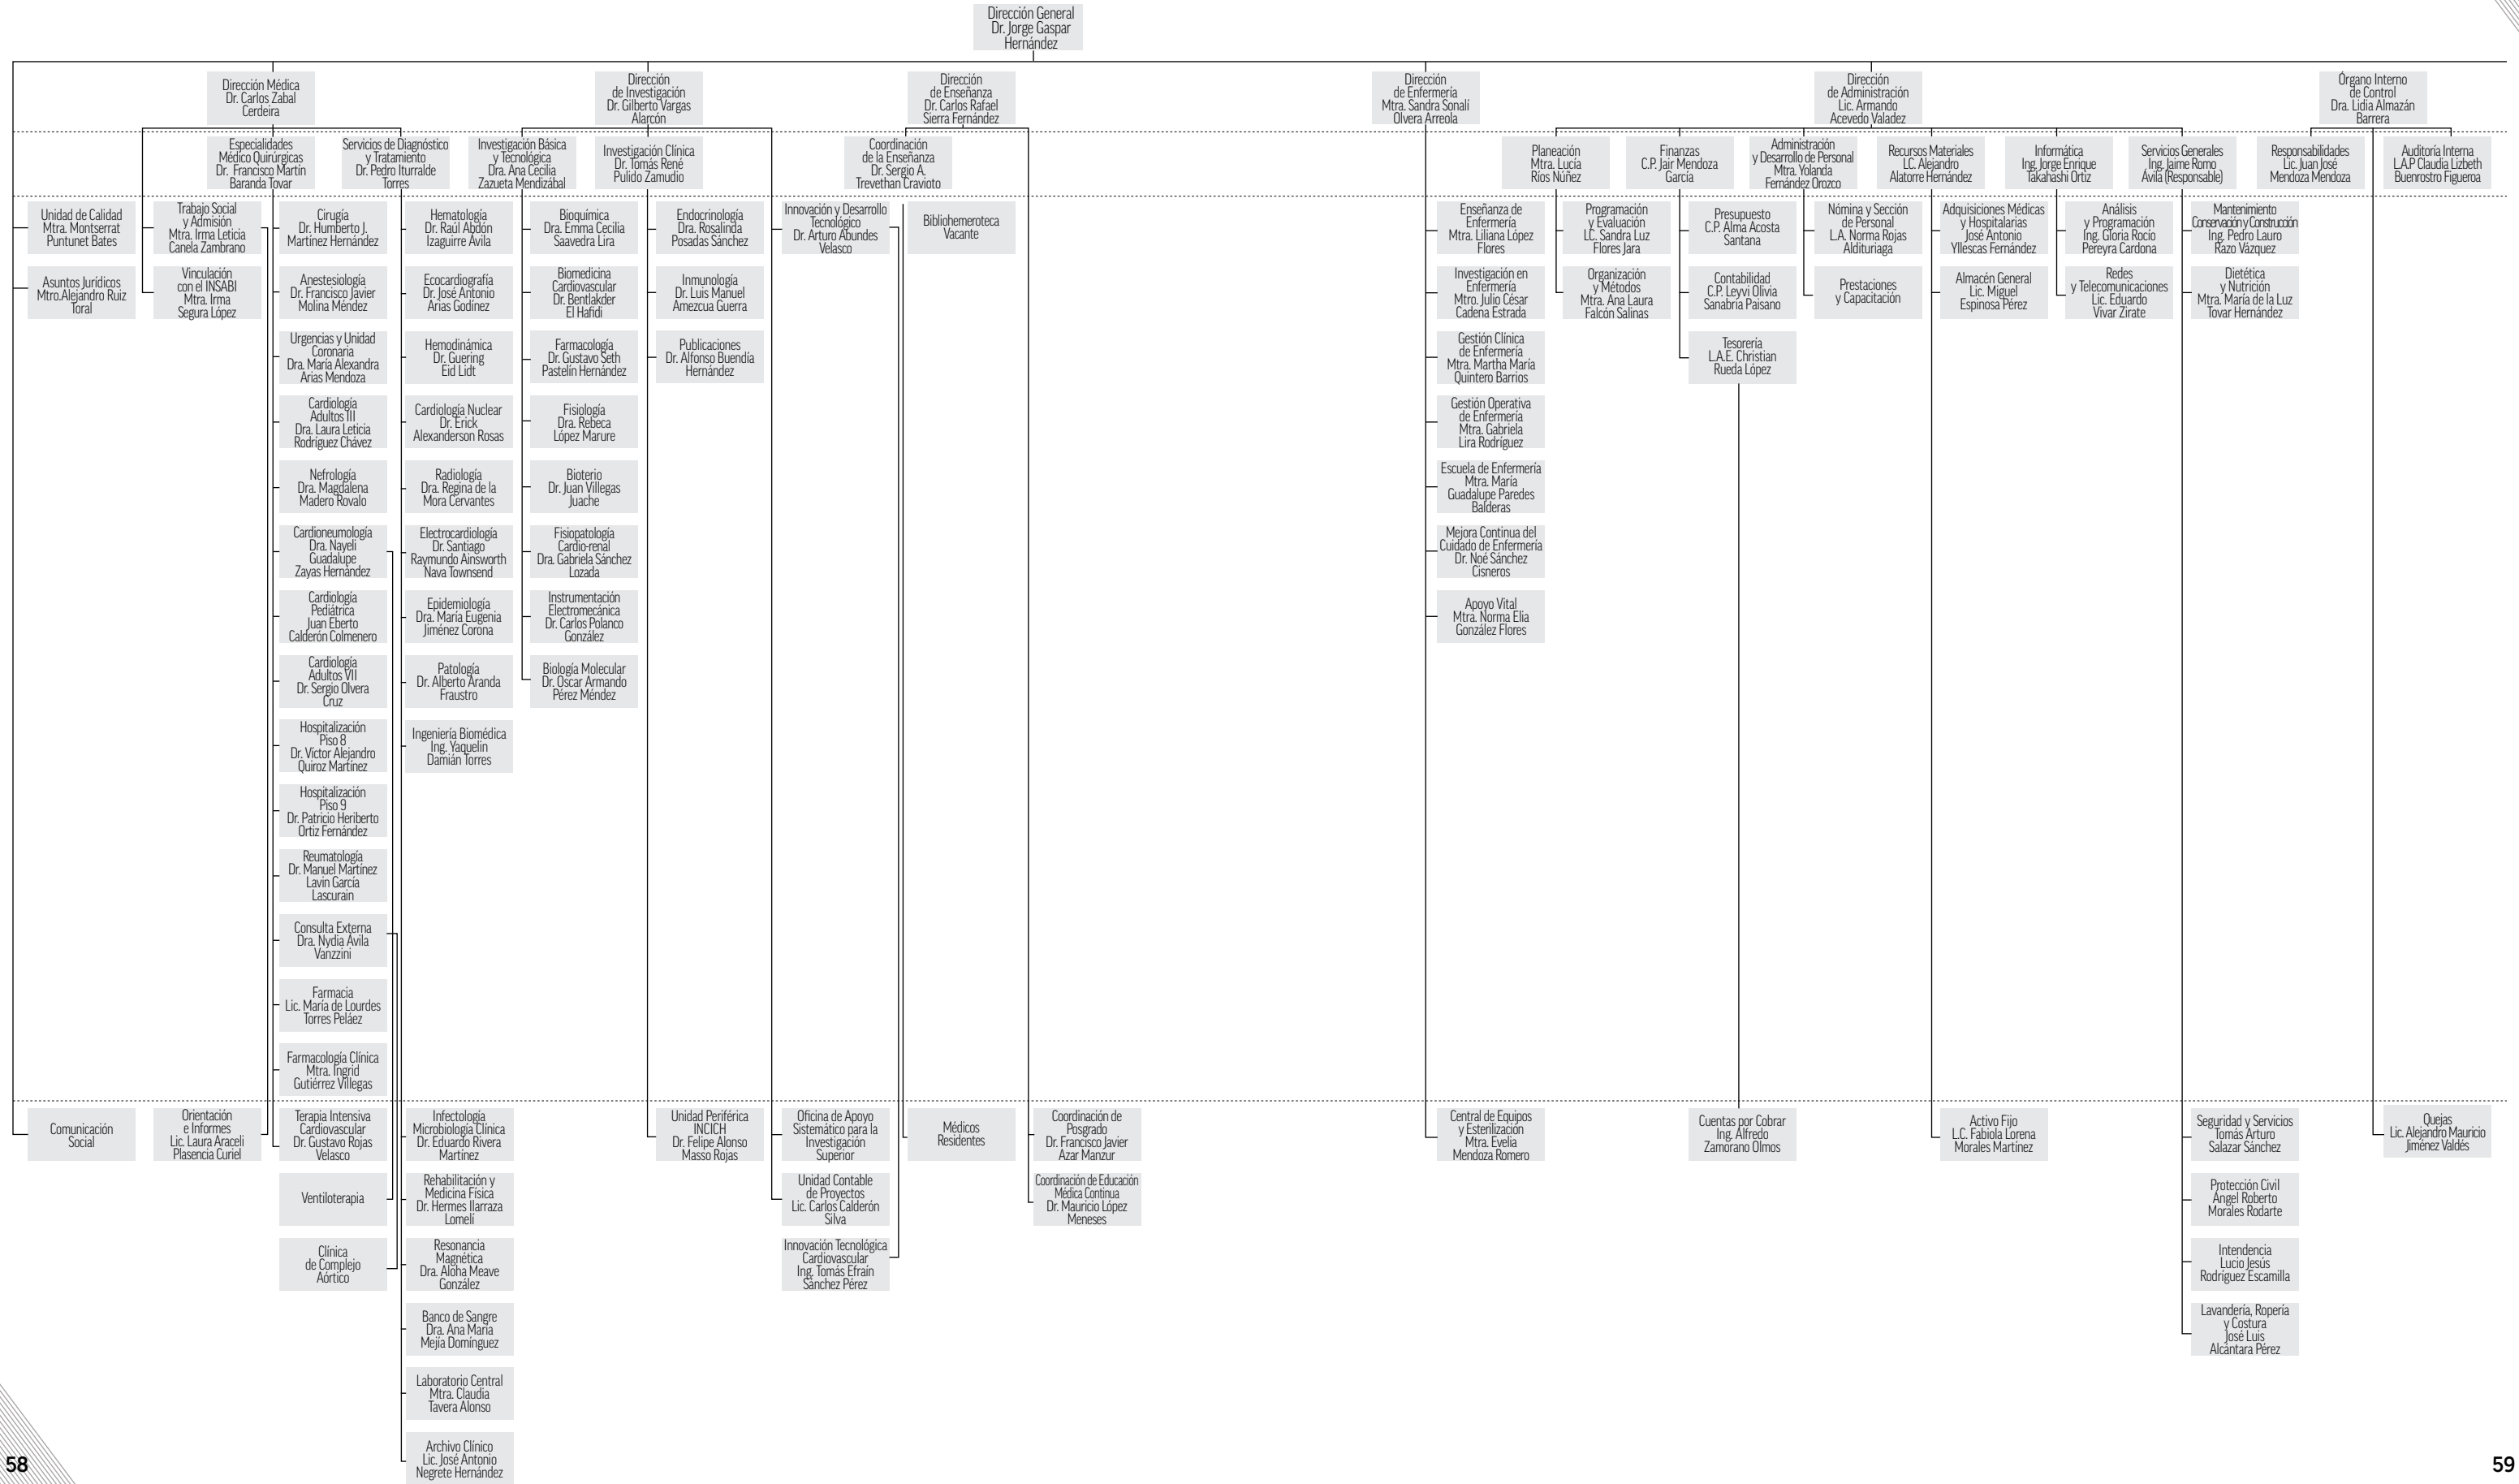 Dirección General
Dr. Jorge Gaspar
Hernández
Dirección Médica
Dr. Carlos Zabal
Cerdeira
Dirección
de Investigación
Dr. Gilberto Vargas
Alarcón
Dirección
de Enseñanza
Dr. Carlos Rafael
Sierra Fernández
Dirección
de Enfermería
Mtra. Sandra Sonalí
Olvera Arreola
Dirección
de Administración
Lic. Armando
Acevedo Valadez
Órgano Interno
de Control
Dra. Lidia Almazán
Barrera
Especialidades
Médico Quirúrgicas
Dr. Francisco Martín
Baranda Tovar
Servicios de Diagnóstico
y Tratamiento
Dr. Pedro Iturralde
Torres
Investigación Básica
y Tecnológica
Dra. Ana Cecilia
Zazueta Mendizábal
Investigación Clínica
Dr. Tomás René
Pulido Zamudio
Coordinación
de la Enseñanza
Dr. Sergio A.
Trevethan Cravioto
Planeación
Mtra. Lucía
Ríos Núñez
Finanzas
C.P. Jair Mendoza
García
Administración
y Desarrollo de Personal
Mtra. Yolanda
Fernández Orozco
Recursos Materiales
LC. Alejandro
Alatorre Hernández
Informática
Ing. Jorge Enrique
Takahashi Ortiz
Servicios Generales
Ing. Jaime Romo
Ávila (Responsable)
Responsabilidades
Lic. Juan José
Mendoza Mendoza
Auditoría Interna
L.A.P Claudia Lizbeth
Buenrostro Figueroa
Unidad de Calidad
Mtra. Montserrat
Puntunet Bates
Trabajo Social
y Admisión
Mtra. Irma Leticia
Canela Zambrano
Cirugía
Dr. Humberto J.
Martínez Hernández
Hematología
Dr. Raúl Abdón
Izaguirre Ávila
Bioquímica
Dra. Emma Cecilia
Saavedra Lira
Endocrinología
Dra. Rosalinda
Posadas Sánchez
Innovación y Desarrollo
Tecnológico
Dr. Arturo Abundes
Velasco
Bibliohemeroteca
Vacante
Enseñanza de
Enfermería
Mtra. Liliana López
Flores
Programación
y Evaluación
LC. Sandra Luz
Flores Jara
Presupuesto
C.P. Alma Acosta
Santana
Nómina y Sección
de Personal
L.A. Norma Rojas
Aldituriaga
Adquisiciones Médicas
y Hospitalarias
José Antonio
Yllescas Fernández
Análisis
y Programación
Ing. Gloria Rocío
Pereyra Cardona
Mantenimiento
Conservación y Construcción
Ing. Pedro Lauro
Razo Vázquez
Asuntos Jurídicos
Mtro.Alejandro Ruiz
Toral
Vinculación
con el INSABI
Mtra. Irma
Segura López
Anestesiología
Dr. Francisco Javier
Molina Méndez
Ecocardiografía
Dr. José Antonio
Arias Godínez
Biomedicina
Cardiovascular
Dr. Bentlakder
El Hafidi
Inmunología
Dr. Luis Manuel
Amezcua Guerra
Investigación en
Enfermería
Mtro. Julio César
Cadena Estrada
Organización
y Métodos
Mtra. Ana Laura
Falcón Salinas
Contabilidad
C.P. Leyvi Olivia
Sanabria Paisano
Prestaciones
y Capacitación
Almacén General
Lic. Miguel
Espinosa Pérez
Redes
y Telecomunicaciones
Lic. Eduardo
Vivar Zirate
Dietética
y Nutrición
Mtra. María de la Luz
Tovar Hernández
Urgencias y Unidad
Coronaria
Dra. María Alexandra
Arias Mendoza
Hemodinámica
Dr. Guering
Eid Lidt
Farmacología
Dr. Gustavo Seth
Pastelín Hernández
Publicaciones
Dr. Alfonso Buendía
Hernández
Gestión Clínica
de Enfermería
Mtra. Martha María
Quintero Barrios
Tesorería
L.A.E. Christian
Rueda López
Cardiología
Adultos III
Dra. Laura Leticia
Rodríguez Chávez
Cardiología Nuclear
Dr. Erick
Alexanderson Rosas
Fisiología
Dra. Rebeca
López Marure
Gestión Operativa
de Enfermería
Mtra. Gabriela
Lira Rodríguez
Nefrología
Dra. Magdalena
Madero Rovalo
Radiología
Dra. Regina de la
Mora Cervantes
Bioterio
Dr. Juan Villegas
Juache
Escuela de Enfermería
Mtra. María
Guadalupe Paredes
Balderas
Cardioneumología
Dra. Nayeli
Guadalupe
Zayas Hernández
Electrocardiología
Dr. Santiago
Raymundo Ainsworth
Nava Townsend
Fisiopatología
Cardio-renal
Dra. Gabriela Sánchez
Lozada
Mejora Continua del
Cuidado de Enfermería
Dr. Noé Sánchez
Cisneros
Cardiología
Pediátrica
Juan Eberto
Calderón Colmenero
Epidemiología
Dra. María Eugenia
Jiménez Corona
Instrumentación
Electromecánica
Dr. Carlos Polanco
González
Apoyo Vital
Mtra. Norma Elia
González Flores
Cardiología
Adultos VII
Dr. Sergio Olvera
Cruz
Patología
Dr. Alberto Aranda
Fraustro
Biología Molecular
Dr. Oscar Armando
Pérez Méndez
Hospitalización
Piso 8
Dr. Víctor Alejandro
Quiroz Martínez
Ingeniería Biomédica
Ing. Yaquelin
Damián Torres
Hospitalización
Piso 9
Dr. Patricio Heriberto
Ortiz Fernández
Reumatología
Dr. Manuel Martínez
Lavin García
Lascurain
Consulta Externa
Dra. Nydia Ávila
Vanzzini
Farmacia
Lic. María de Lourdes
Torres Peláez
Farmacología Clínica
Mtra. Ingrid
Gutiérrez Villegas
Comunicación
Social
Orientación
e Informes
Lic. Laura Araceli
Plasencia Curiel
Terapia Intensiva
Cardiovascular
Dr. Gustavo Rojas
Velasco
Infectología
Microbiología Clínica
Dr. Eduardo Rivera
Martínez
Unidad Periférica
INCICH
Dr. Felipe Alonso
Masso Rojas
Oficina de Apoyo
Sistemático para la
Investigación
Superior
Médicos
Residentes
Coordinación de
Posgrado
Dr. Francisco Javier
Azar Manzur
Central de Equipos
y Esterilización
Mtra. Evelia
Mendoza Romero
Cuentas por Cobrar
Ing. Alfredo
Zamorano Olmos
Activo Fijo
L.C. Fabiola Lorena
Morales Martínez
Seguridad y Servicios
Tomás Arturo
Salazar Sánchez
Quejas
Lic. Alejandro Mauricio
Jiménez Valdés
Ventiloterapia
Rehabilitación y
Medicina Física
Dr. Hermes Ilarraza
Lomelí
Unidad Contable
de Proyectos
Lic. Carlos Calderón
Silva
Coordinación de Educación
Médica Continua
Dr. Mauricio López
Meneses
Protección Civil
Ángel Roberto
Morales Rodarte
Clínica
de Complejo
Aórtico
Resonancia
Magnética
Dra. Aloha Meave
González
Innovación Tecnológica
Cardiovascular
Ing. Tomás Efraín
Sánchez Pérez
Intendencia
Lucio Jesús
Rodríguez Escamilla
Banco de Sangre
Dra. Ana María
Mejía Domínguez
Lavandería, Ropería
y Costura
José Luis
Alcántara Pérez
Laboratorio Central
Mtra. Claudia
Tavera Alonso
Archivo Clínico
Lic. José Antonio
Negrete Hernández
58
59